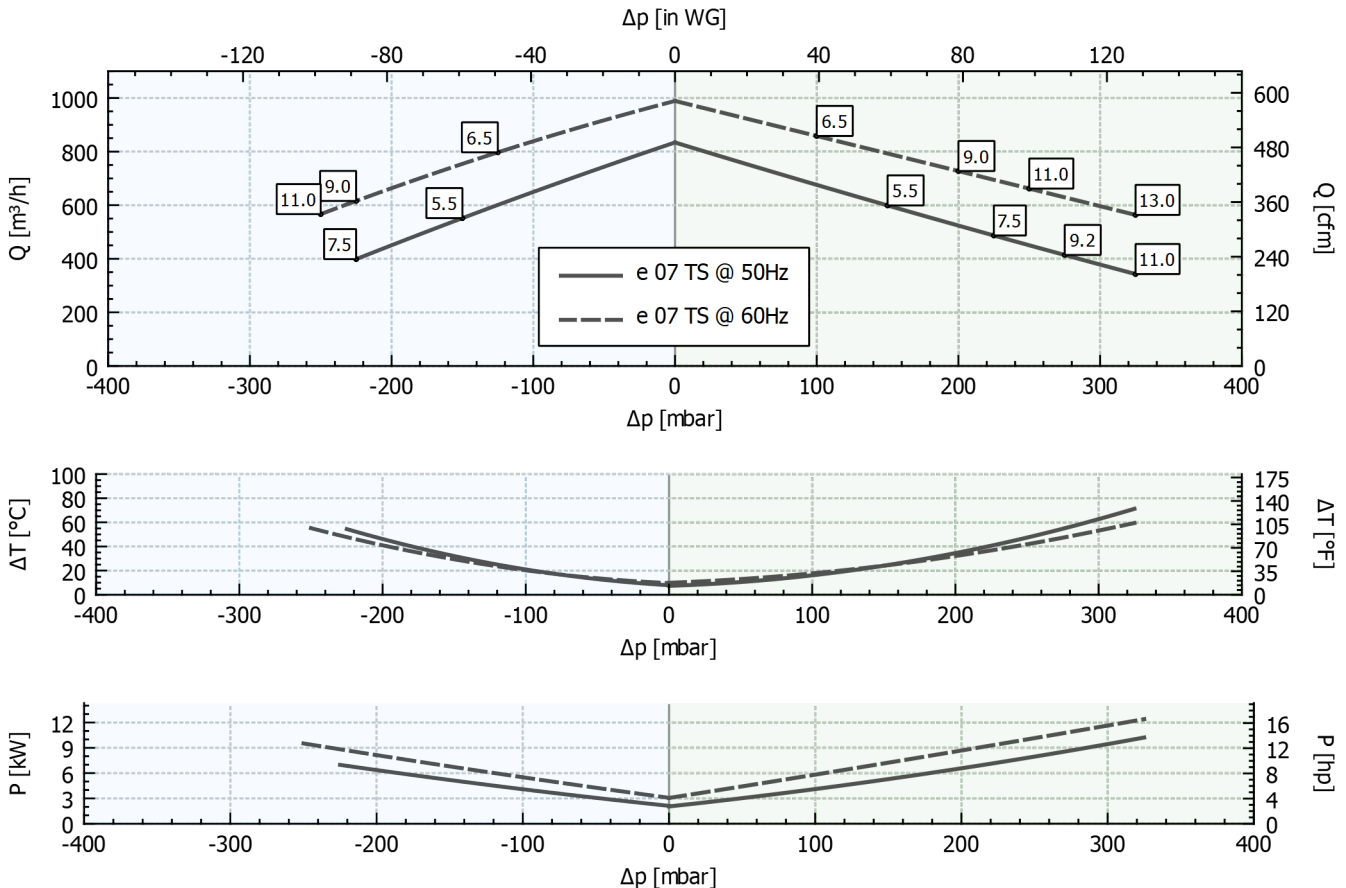 Δp [in WG]
-120 -80 -40 0 40 80 120
Q [m³/h]
1000
800
600
400
200
0
600
480
360
240
120
0
Q [cfm]
11.0
9.0
6.5
7.5
5.5
6.5
9.0
11.0
13.0
5.5
7.5
9.2
11.0
e 07 TS @ 50Hz
e 07 TS @ 60Hz
-400 -300 -200 -100 0 100 200 300 400
Δp [mbar]
ΔT [°C]
100
80
60
40
20
0
175
140
105
70
35
0
ΔT [°F]
-400 -300 -200 -100 0 100 200 300 400
Δp [mbar]
P [kW]
12
9
6
3
0
16
12
8
4
0
P [hp]
-400 -300 -200 -100 0 100 200 300 400
Δp [mbar]